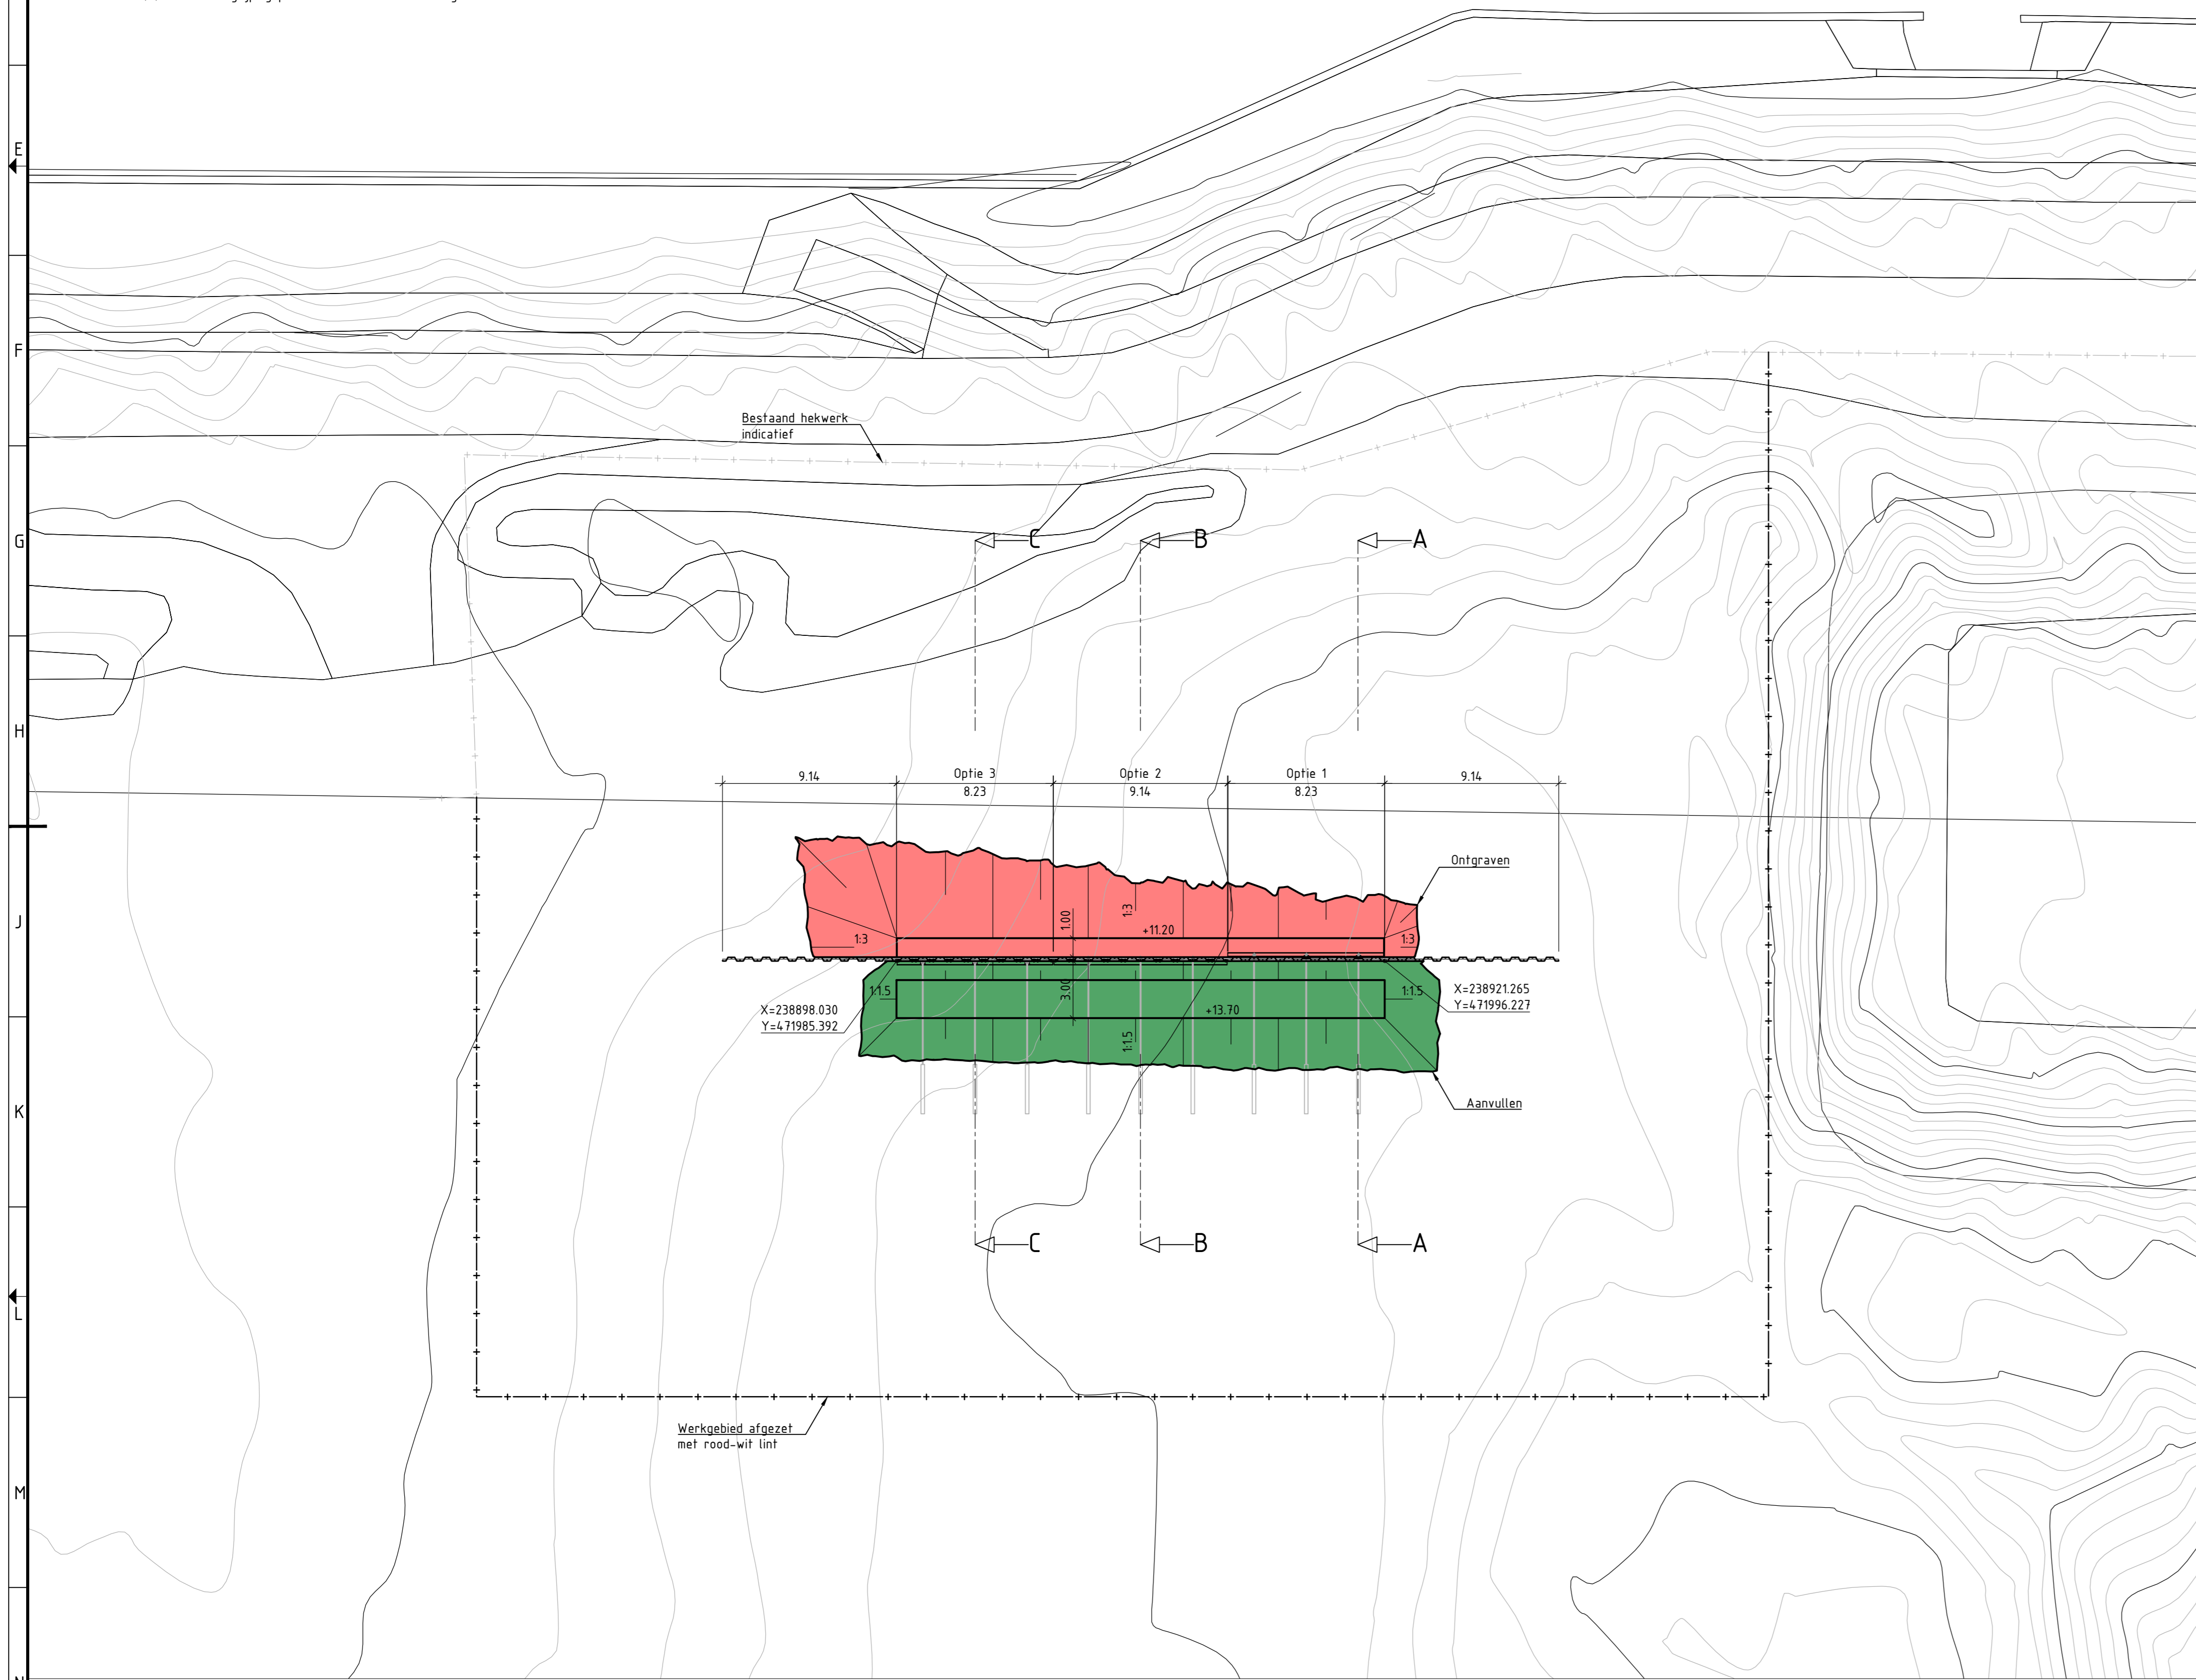 E
F
Bestaand hekwerk
indicatief
G
C
B
A
H
9.14
Optie 3
8.23
Optie 2
9.14
Optie 1
8.23
9.14
Ontgraven
J
1.00
1:3
+11.20
1:3
1:3
1:1.5
3.00
1:1.5
X=238898.030
Y=471985.392
+13.70
X=238921.265
Y=471996.227
1:1.5
Aanvullen
K
C
B
A
L
Werkgebied afgezet
met rood-wit lint
M